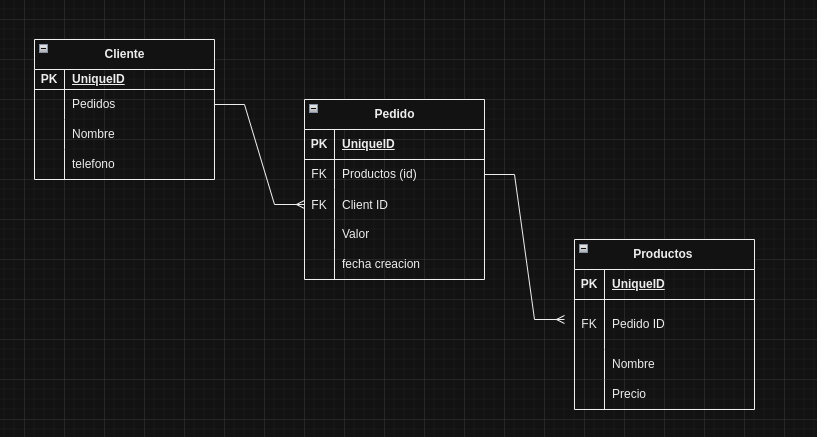 Cliente
PK UniqueID
Pedidos
Nombre
telefono
Pedido
PK UniqueID
FK Productos (id)
FK Client ID
Valor
fecha creacion
Productos
PK UniqueID
FK Pedido ID
Nombre
Precio